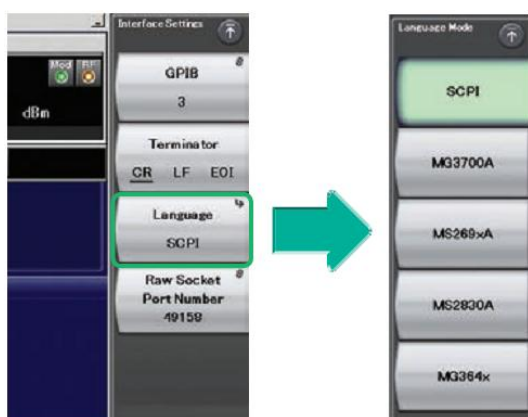 Interface Settings
Mod RF
dBm
GPIB
3
Terminator
CR LF EOI
Language
SCPI
Raw Socket
Port Number
49158
Language Mode
SCPI
MG3700A
MS269xA
MS2830A
MG364x